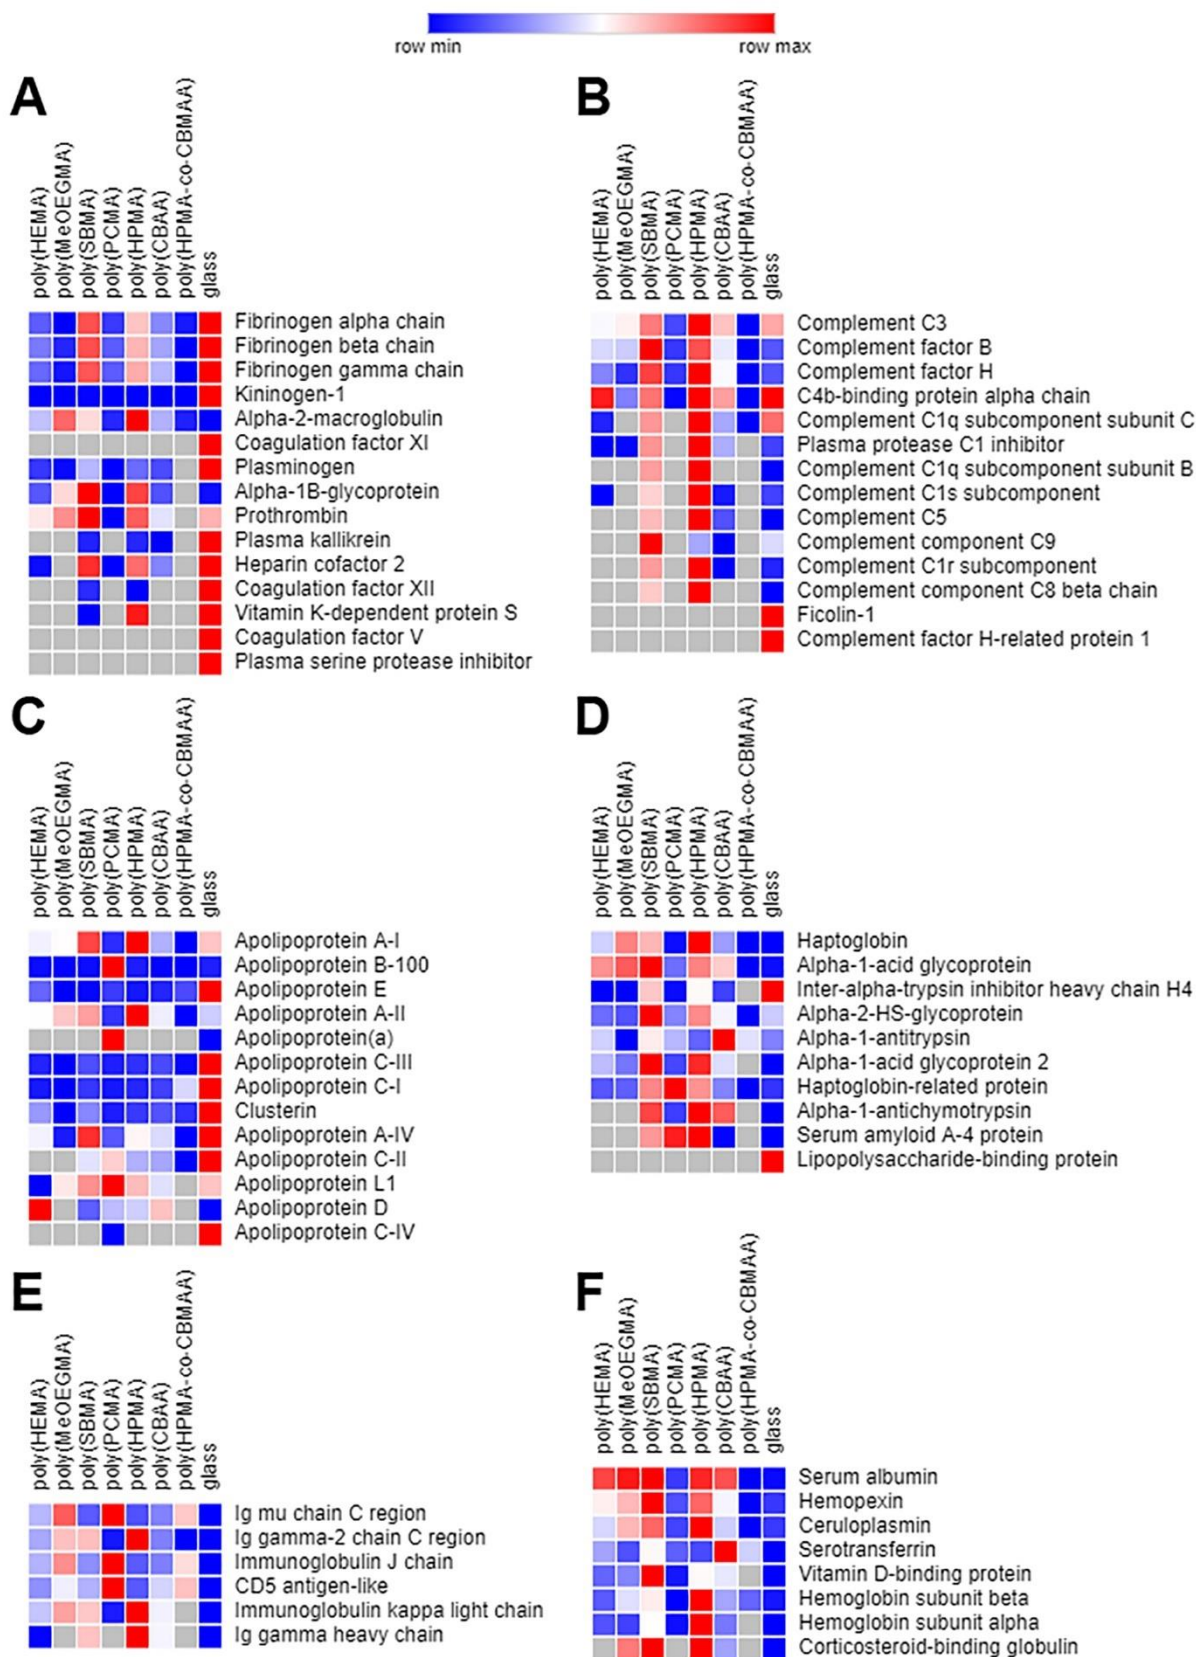 row min row max
A
poly(HEMA)
poly(MeOEGMA)
poly(SBMA)
poly(PCMA)
poly(HPMA)
poly(CBAA)
poly(HPMA-co-CBMAA)
glass
Fibrinogen alpha chain
Fibrinogen beta chain
Fibrinogen gamma chain
Kininogen-1
Alpha-2-macroglobulin
Coagulation factor XI
Plasminogen
Alpha-1B-glycoprotein
Prothrombin
Plasma kallikrein
Heparin cofactor 2
Coagulation factor XII
Vitamin K-dependent protein S
Coagulation factor V
Plasma serine protease inhibitor
B
poly(HEMA)
poly(MeOEGMA)
poly(SBMA)
poly(PCMA)
poly(HPMA)
poly(CBAA)
poly(HPMA-co-CBMAA)
glass
Complement C3
Complement factor B
Complement factor H
C4b-binding protein alpha chain
Complement C1q subcomponent subunit C
Plasma protease C1 inhibitor
Complement C1q subcomponent subunit B
Complement C1s subcomponent
Complement C5
Complement component C9
Complement C1r subcomponent
Complement component C8 beta chain
Ficolin-1
Complement factor H-related protein 1
C
poly(HEMA)
poly(MeOEGMA)
poly(SBMA)
poly(PCMA)
poly(HPMA)
poly(CBAA)
poly(HPMA-co-CBMAA)
glass
Apolipoprotein A-I
Apolipoprotein B-100
Apolipoprotein E
Apolipoprotein A-II
Apolipoprotein(a)
Apolipoprotein C-III
Apolipoprotein C-I
Clusterin
Apolipoprotein A-IV
Apolipoprotein C-II
Apolipoprotein L1
Apolipoprotein D
Apolipoprotein C-IV
D
poly(HEMA)
poly(MeOEGMA)
poly(SBMA)
poly(PCMA)
poly(HPMA)
poly(CBAA)
poly(HPMA-co-CBMAA)
glass
Haptoglobin
Alpha-1-acid glycoprotein
Inter-alpha-trypsin inhibitor heavy chain H4
Alpha-2-HS-glycoprotein
Alpha-1-antitrypsin
Alpha-1-acid glycoprotein 2
Haptoglobin-related protein
Alpha-1-antichymotrypsin
Serum amyloid A-4 protein
Lipopolysaccharide-binding protein
E
poly(HEMA)
poly(MeOEGMA)
poly(SBMA)
poly(PCMA)
poly(HPMA)
poly(CBAA)
poly(HPMA-co-CBMAA)
glass
Ig mu chain C region
Ig gamma-2 chain C region
Immunoglobulin J chain
CD5 antigen-like
Immunoglobulin kappa light chain
Ig gamma heavy chain
F
poly(HEMA)
poly(MeOEGMA)
poly(SBMA)
poly(PCMA)
poly(HPMA)
poly(CBAA)
poly(HPMA-co-CBMAA)
glass
Serum albumin
Hemopexin
Ceruloplasmin
Serotransferrin
Vitamin D-binding protein
Hemoglobin subunit beta
Hemoglobin subunit alpha
Corticosteroid-binding globulin